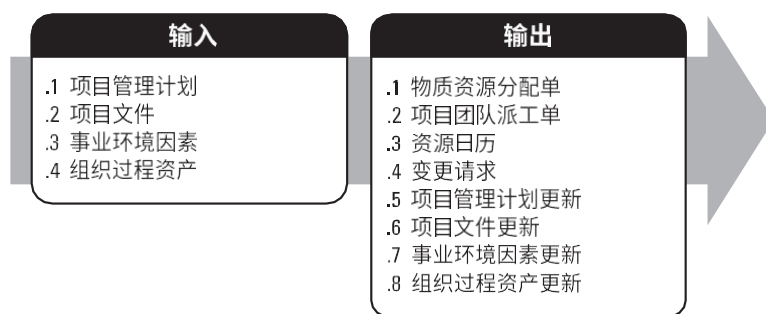 输入
.1 项目管理计划
.2 项目文件
.3 事业环境因素
.4 组织过程资产
输出
.1 物质资源分配单
.2 项目团队派工单
.3 资源日历
.4 变更请求
.5 项目管理计划更新
.6 项目文件更新
.7 事业环境因素更新
.8 组织过程资产更新